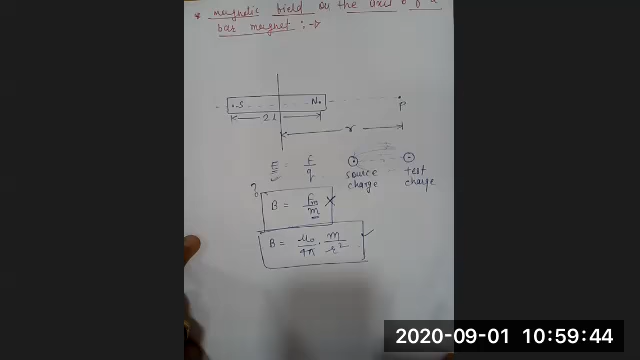 * magnetic field on the axis of a
bar magnet :->
S N
P
2l
r
E = F/q
source charge test charge
?
B = Fm/m ×
B = μ₀/4π · m/r² ✓
2020-09-01 10:59:44